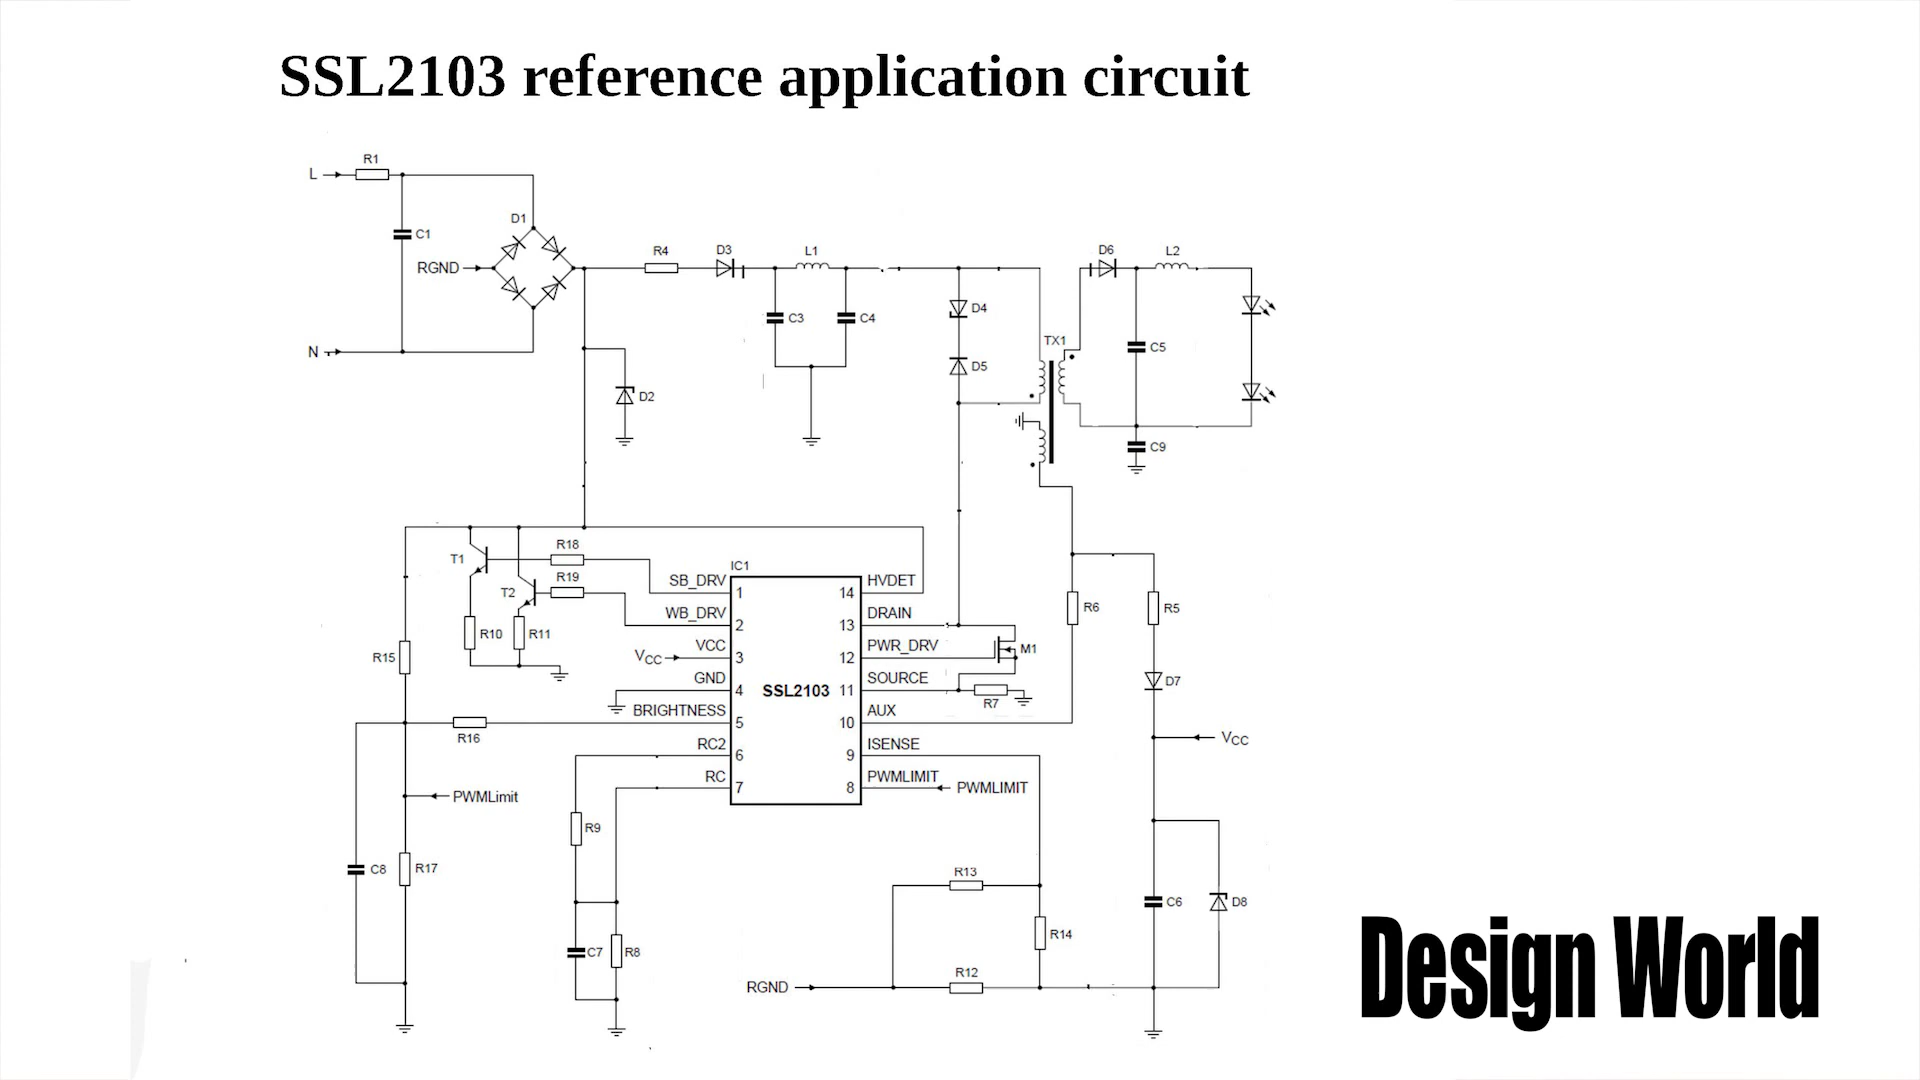 SSL2103 reference application circuit
R1
L
C1
D1
RGND
N
R4
D3
L1
C3
C4
D2
D4
D5
TX1
D6
L2
C5
C9
T1
T2
R18
R19
R10
R11
R15
R16
IC1
SB_DRV
1
WB_DRV
2
VCC
VCC
3
GND
4
BRIGHTNESS
5
RC2
6
RC
7
SSL2103
14
HVDET
13
DRAIN
12
PWR_DRV
11
SOURCE
10
AUX
9
ISENSE
8
PWMLIMIT
PWMLIMIT
M1
R7
R6
R5
D7
VCC
PWMLimit
C8
R17
R9
C7
R8
R13
R14
R12
RGND
C6
D8
Design World